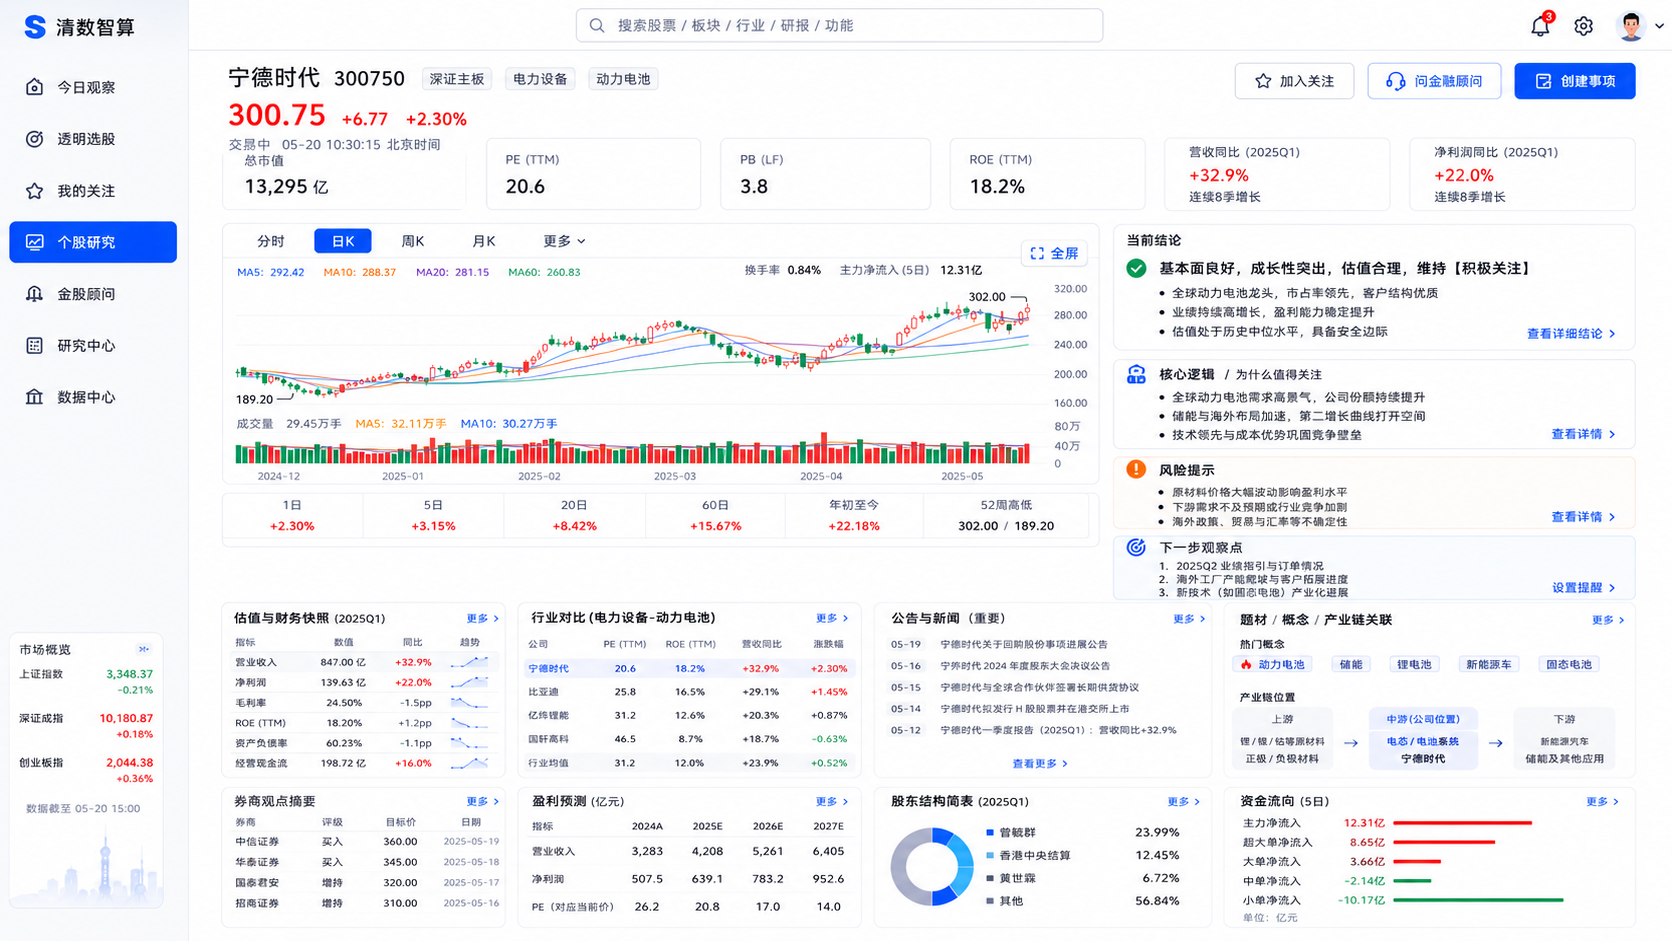 清数智算
搜索股票 / 板块 / 行业 / 研报 / 功能
3
今日观察
透明选股
我的关注
个股研究
金股顾问
研究中心
数据中心
市场概览
上证指数 3,348.37
-0.21%
深证成指 10,180.87
+0.18%
创业板指 2,044.38
+0.36%
数据截至 05-20 15:00
宁德时代 300750 深证主板 电力设备 动力电池
加入关注 问金融顾问 创建事项
300.75 +6.77 +2.30%
交易中 05-20 10:30:15 北京时间
总市值
13,295 亿
PE (TTM)
20.6
PB (LF)
3.8
ROE (TTM)
18.2%
营收同比 (2025Q1)
+32.9%
连续8季增长
净利润同比 (2025Q1)
+22.0%
连续8季增长
分时 日K 周K 月K 更多
全屏
MA5: 292.42 MA10: 288.37 MA20: 281.15 MA60: 260.83
换手率 0.84% 主力净流入 (5日) 12.31亿
302.00
189.20
320.00
280.00
240.00
200.00
160.00
成交量 29.45万手 MA5: 32.11万手 MA10: 30.27万手
80万
40万
0
2024-12 2025-01 2025-02 2025-03 2025-04 2025-05
1日 5日 20日 60日 年初至今 52周高低
+2.30% +3.15% +8.42% +15.67% +22.18% 302.00 / 189.20
当前结论
基本面良好，成长性突出，估值合理，维持【积极关注】
• 全球动力电池龙头，市占率领先，客户结构优质
• 业绩持续高增长，盈利能力稳定提升
• 估值处于历史中位水平，具备安全边际
查看详细结论
核心逻辑 / 为什么值得关注
• 全球动力电池需求高景气，公司份额持续提升
• 储能与海外布局加速，第二增长曲线打开空间
• 技术领先与成本优势巩固竞争壁垒
查看详情
风险提示
• 原材料价格大幅波动影响盈利水平
• 下游需求不及预期或行业竞争加剧
• 海外政策、贸易与汇率等不确定性
查看详情
下一步观察点
1. 2025Q2 业绩指引与订单情况
2. 海外工厂产能爬坡与客户拓展进度
3. 新技术（如固态电池）产业化进展
设置提醒
估值与财务快照 (2025Q1) 更多
指标 数值 同比 趋势
营业收入 847.00 亿 +32.9%
净利润 139.63 亿 +22.0%
毛利率 24.50% -1.5pp
ROE (TTM) 18.20% +1.2pp
资产负债率 60.23% -1.1pp
经营现金流 198.72 亿 +16.0%
行业对比 (电力设备-动力电池) 更多
公司 PE (TTM) ROE (TTM) 营收同比 涨跌幅
宁德时代 20.6 18.2% +32.9% +2.30%
比亚迪 25.8 16.5% +29.1% +1.45%
亿纬锂能 31.2 12.6% +20.3% +0.87%
国轩高科 46.5 8.7% +18.7% -0.63%
行业均值 31.2 12.0% +23.9% +0.52%
公告与新闻 （重要） 更多
05-19 宁德时代关于回购股份事项进展公告
05-16 宁德时代 2024 年度股东大会决议公告
05-15 宁德时代与全球合作伙伴签署长期供货协议
05-14 宁德时代拟发行 H 股股票并在港交所上市
05-12 宁德时代一季度报告（2025Q1）：营收同比+32.9%
查看更多
题材 / 概念 / 产业链关联 更多
热门概念
动力电池 储能 锂电池 新能源车 固态电池
产业链位置
上游
锂 / 镍 / 钴等原材料
正极 / 负极材料
中游(公司位置)
电芯 / 电池系统
宁德时代
下游
新能源汽车
储能及其他应用
券商观点摘要 更多
券商 评级 目标价 日期
中信证券 买入 360.00 2025-05-19
华泰证券 买入 345.00 2025-05-18
国泰君安 增持 320.00 2025-05-17
招商证券 增持 310.00 2025-05-16
盈利预测 (亿元) 更多
指标 2024A 2025E 2026E 2027E
营业收入 3,283 4,208 5,261 6,405
净利润 507.5 639.1 783.2 952.6
PE（对应当前价） 26.2 20.8 17.0 14.0
股东结构简表 (2025Q1) 更多
曾毓群 23.99%
香港中央结算 12.45%
黄世霖 6.72%
其他 56.84%
资金流向 (5日) 更多
主力净流入 12.31亿
超大单净流入 8.65亿
大单净流入 3.66亿
中单净流入 -2.14亿
小单净流入 -10.17亿
单位：亿元